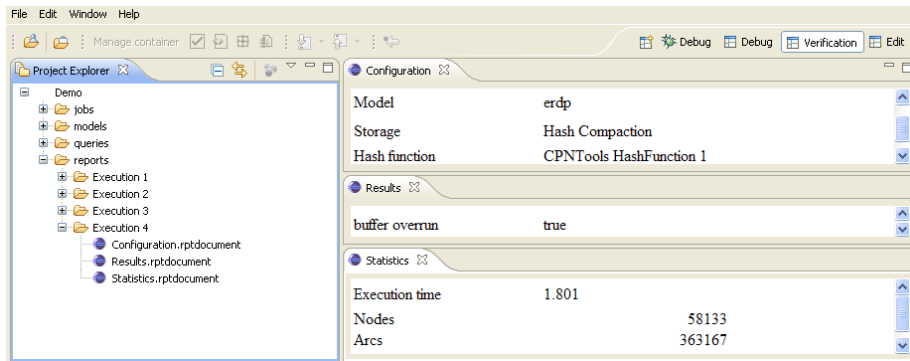 File Edit Window Help
Manage container
Debug Debug Verification Edit
Project Explorer
Demo
jobs
models
queries
reports
Execution 1
Execution 2
Execution 3
Execution 4
Configuration.rptdocument
Results.rptdocument
Statistics.rptdocument
Configuration
Model erdp
Storage Hash Compaction
Hash function CPNTools HashFunction 1
Results
buffer overrun true
Statistics
Execution time 1.801
Nodes 58133
Arcs 363167